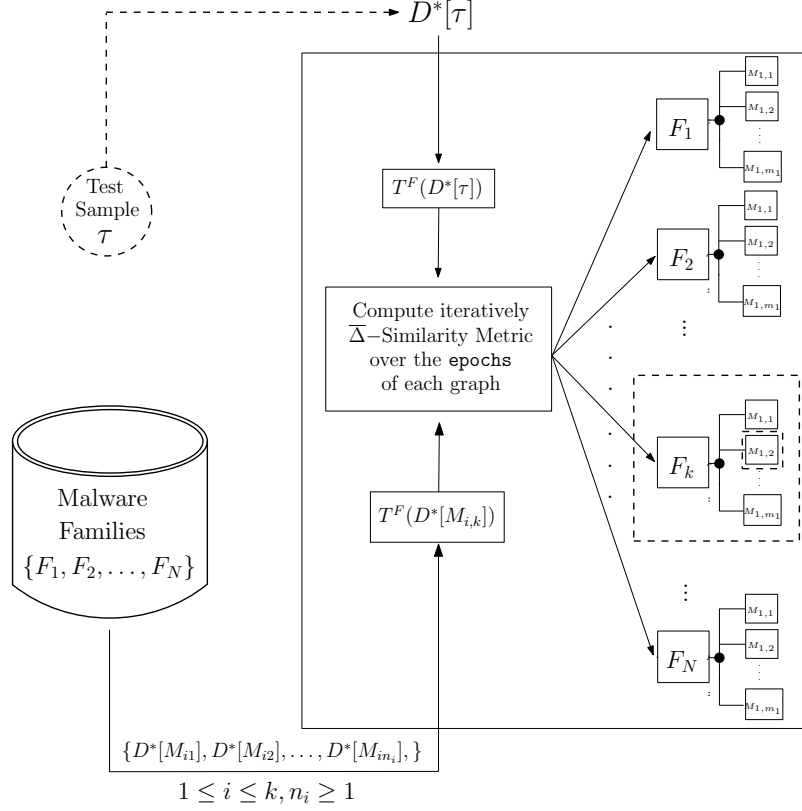 D*[τ]
Test
Sample
τ
T^F(D*[τ])
Compute iteratively
Δ̅−Similarity Metric
over the epochs
of each graph
T^F(D*[M_{i,k}])
Malware
Families
{F_1, F_2, . . . , F_N}
{D*[M_{i1}], D*[M_{i2}], . . . , D*[M_{in_i}], }
1 ≤ i ≤ k, n_i ≥ 1
F_1
M_{1,1}
M_{1,2}
M_{1,m_1}
F_2
M_{1,1}
M_{1,2}
M_{1,m_1}
F_k
M_{1,1}
M_{1,2}
M_{1,m_1}
F_N
M_{1,1}
M_{1,2}
M_{1,m_1}